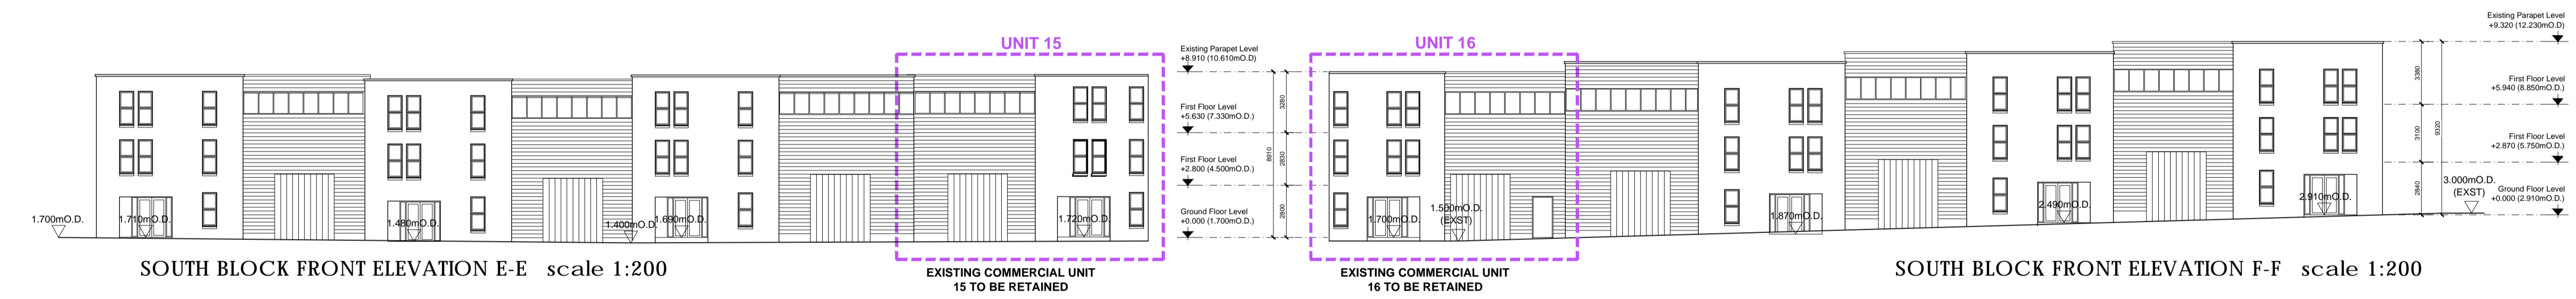 UNIT 15
UNIT 16
Existing Parapet Level
+8.910 (10.610mO.D)
First Floor Level
+5.630 (7.330mO.D.)
First Floor Level
+2.800 (4.500mO.D.)
Ground Floor Level
+0.000 (1.700mO.D.)
3280
2830
2800
8910
Existing Parapet Level
+9.320 (12.230mO.D)
First Floor Level
+5.940 (8.850mO.D.)
First Floor Level
+2.870 (5.750mO.D.)
Ground Floor Level
+0.000 (2.910mO.D.)
3380
3100
2840
9320
1.700mO.D.
1.710mO.D.
1.480mO.D.
1.400mO.D.
1.690mO.D.
1.720mO.D.
1.700mO.D.
1.500mO.D.
(EXST)
1.870mO.D.
2.490mO.D.
2.910mO.D.
3.000mO.D.
(EXST)
SOUTH BLOCK FRONT ELEVATION E-E scale 1:200
EXISTING COMMERCIAL UNIT
15 TO BE RETAINED
EXISTING COMMERCIAL UNIT
16 TO BE RETAINED
SOUTH BLOCK FRONT ELEVATION F-F scale 1:200